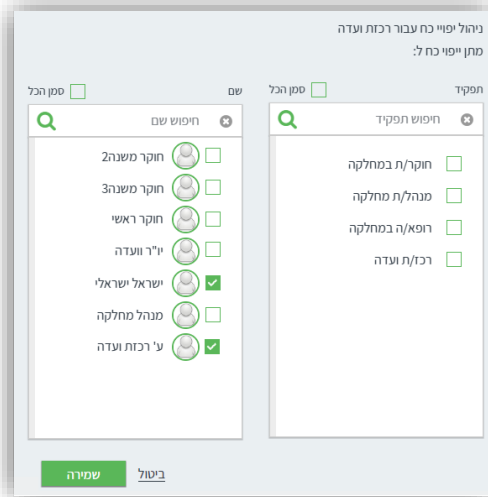 ניהול יפויי כח עבור רכזת ועדה
מתן ייפוי כח ל:
תפקיד
סמן הכל
חיפוש תפקיד
חוקר/ת במחלקה
מנהל/ת מחלקה
רופא/ה במחלקה
רכז/ת ועדה
שם
סמן הכל
חיפוש שם
חוקר משנה2
חוקר משנה3
חוקר ראשי
יו"ר וועדה
ישראל ישראלי
מנהל מחלקה
ע' רכזת ועדה
ביטול
שמירה